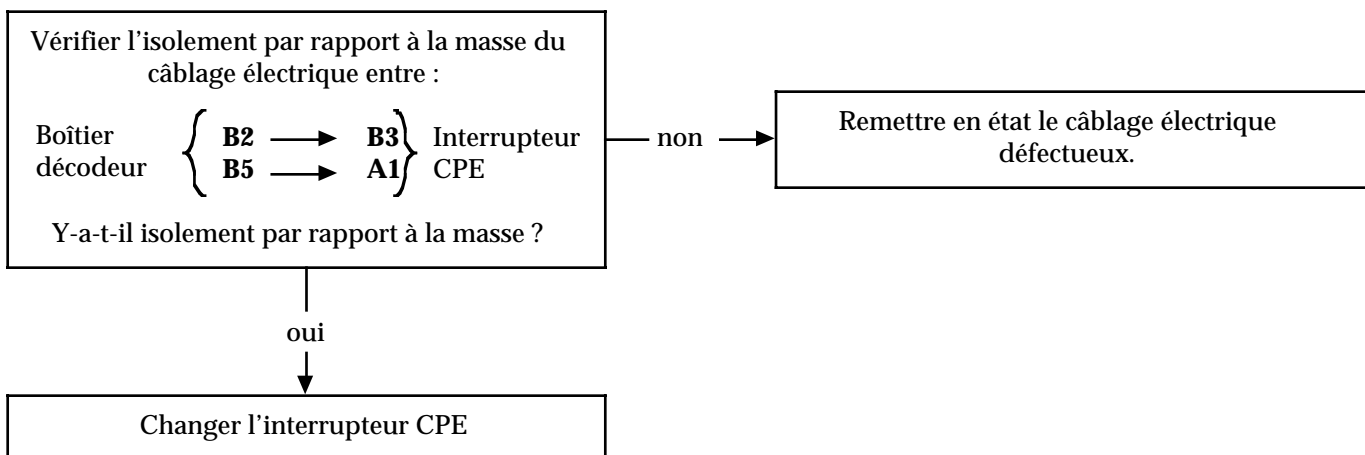 Vérifier l'isolement par rapport à la masse du
câblage électrique entre :
Boîtier décodeur
B2 B3
B5 A1
Interrupteur CPE
Y-a-t-il isolement par rapport à la masse ?
non
Remettre en état le câblage électrique
défectueux.
oui
Changer l'interrupteur CPE